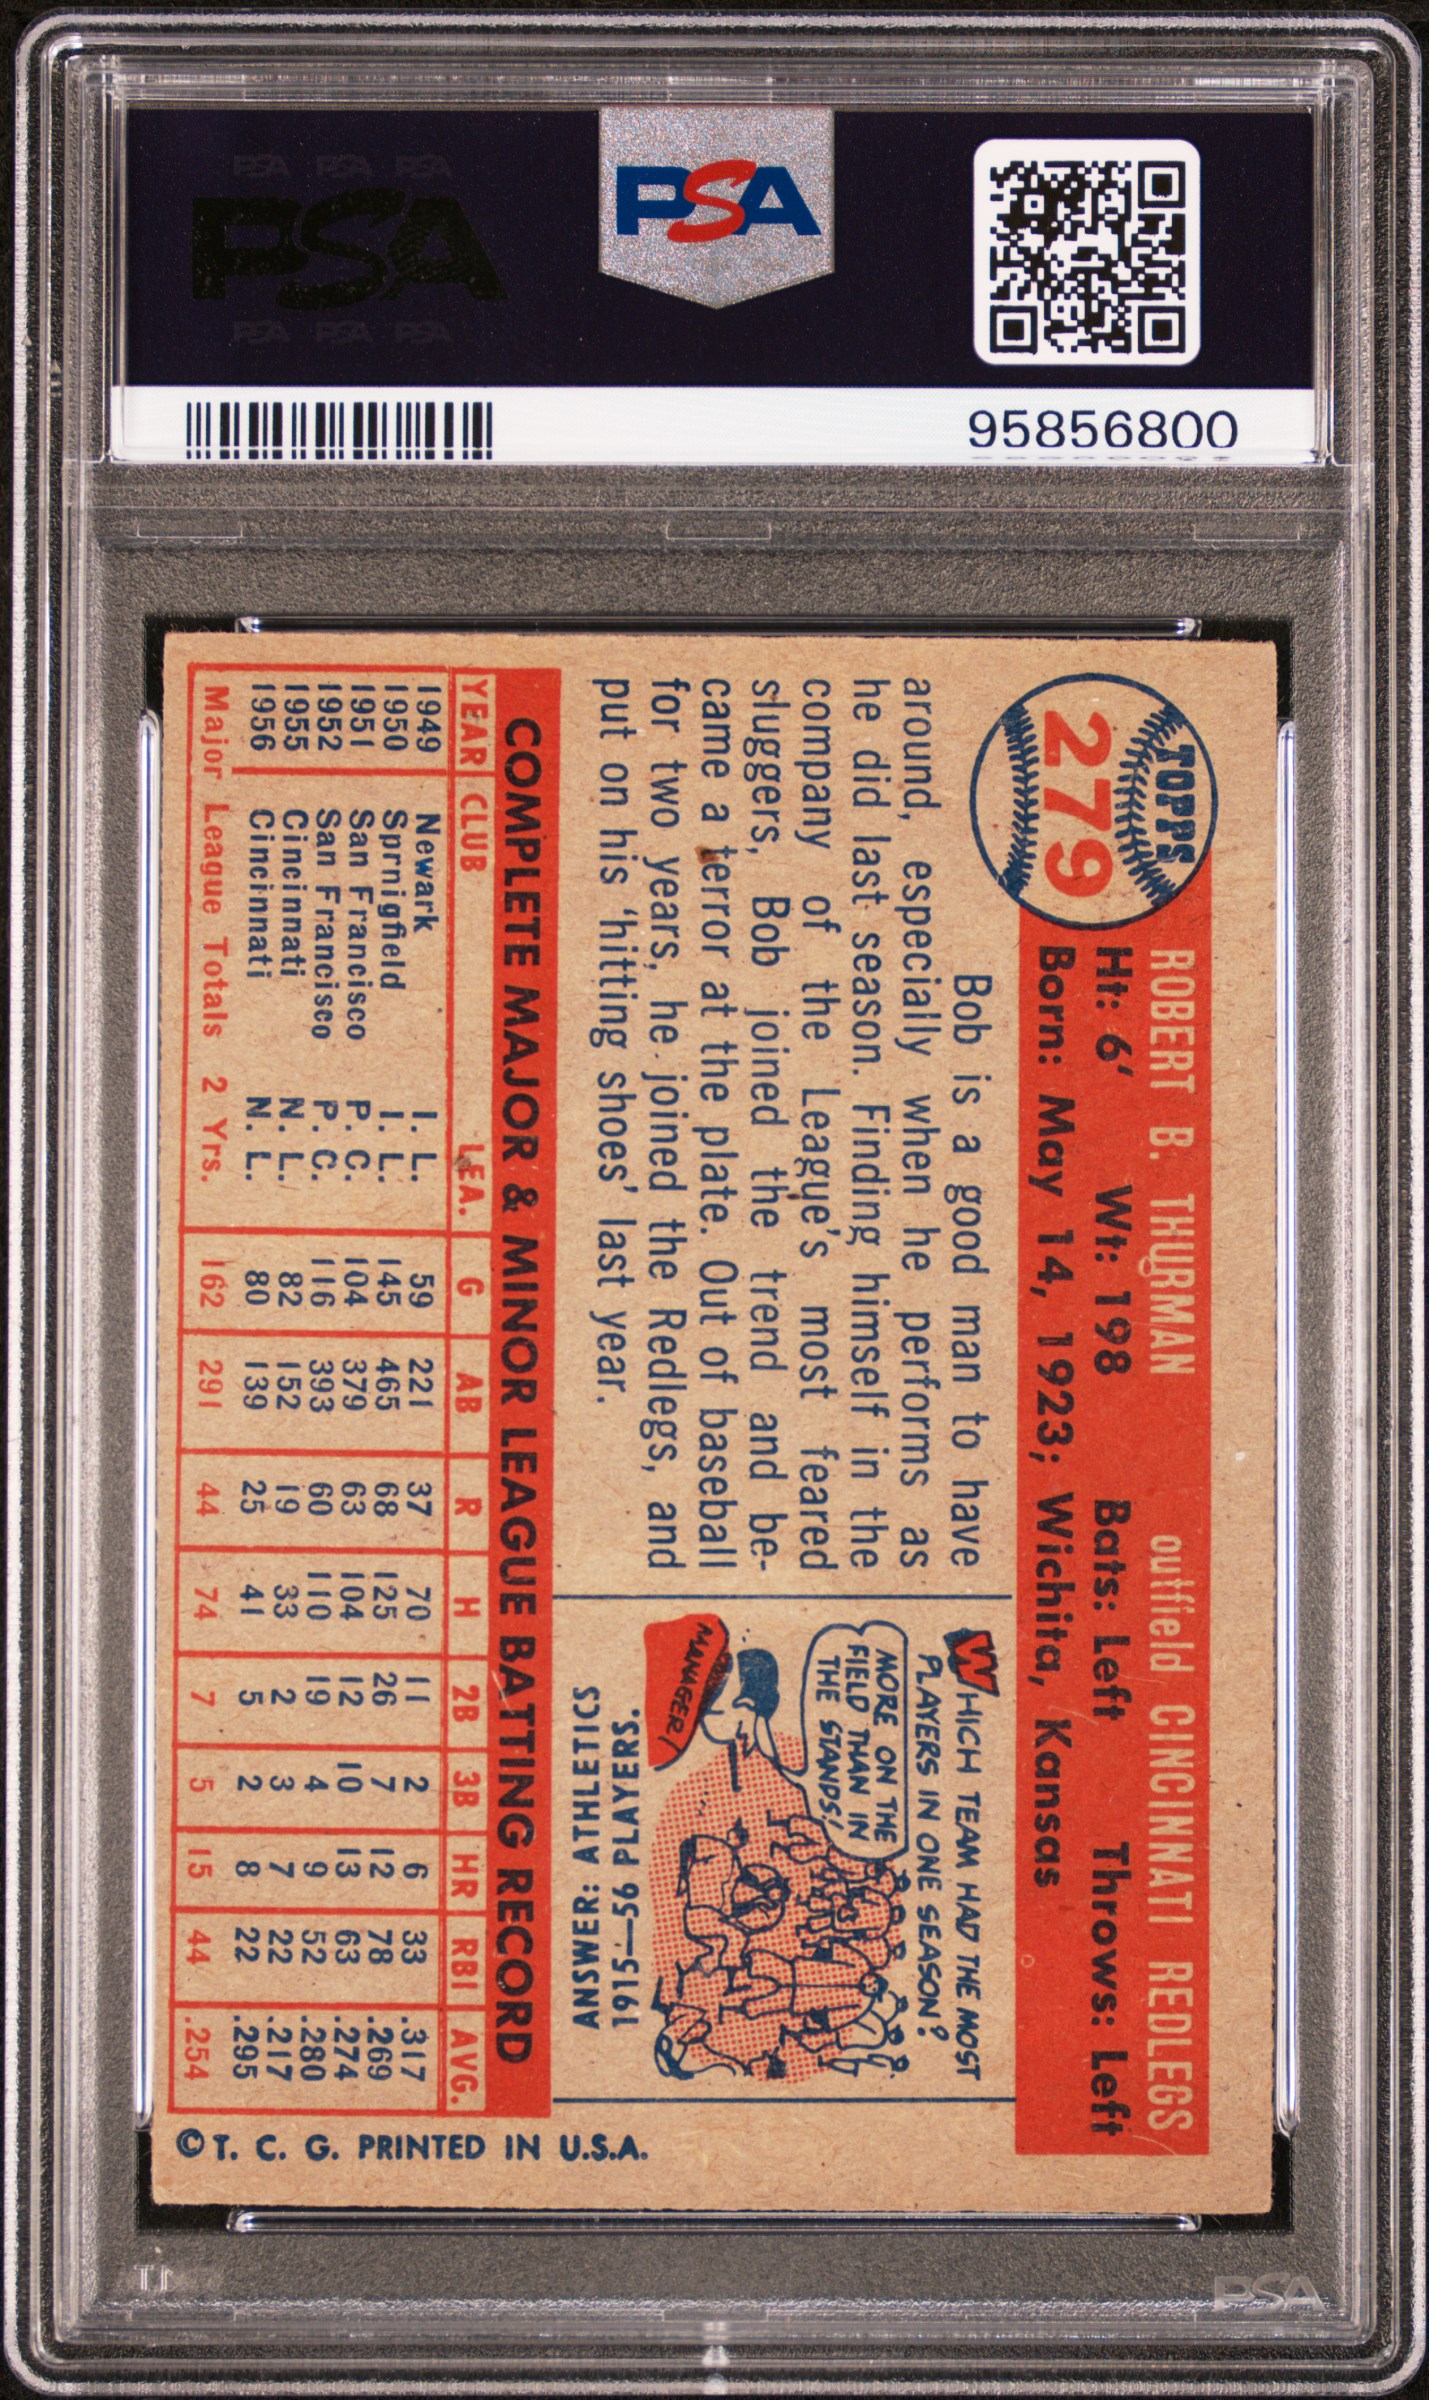 PSA PSA PSA
PSA
PSA PSA PSA
PSA
95856800
TOPPS
279
ROBERT B. THURMAN outfield CINCINNATI REDLEGS
Ht: 6' Wt: 198 Bats: Left Throws: Left
Born: May 14, 1923; Wichita, Kansas
Bob is a good man to have
around, especially when he performs as
he did last season. Finding himself in the
company of the League's most feared
sluggers, Bob joined the trend and be-
came a terror at the plate. Out of baseball
for two years, he joined the Redlegs, and
put on his 'hitting shoes' last year.
WHICH TEAM HAD THE MOST
PLAYERS IN ONE SEASON?
MORE ON THE
FIELD THAN IN
THE STANDS!
MANAGER
1915—56 PLAYERS.
ANSWER: ATHLETICS
COMPLETE MAJOR & MINOR LEAGUE BATTING RECORD
YEAR CLUB LEA. G AB R H 2B 3B HR RBI AVG.
1949 Newark I. L. 59 221 37 70 11 2 6 33 .317
1950 Sprnigfield I. L. 145 465 68 125 26 7 12 78 .269
1951 San Francisco P. C. 104 379 63 104 12 10 13 63 .274
1952 San Francisco P. C. 116 393 60 110 19 4 9 52 .280
1955 Cincinnati N. L. 82 152 19 33 2 3 7 22 .217
1956 Cincinnati N. L. 80 139 25 41 5 2 8 22 .295
Major League Totals 2 Yrs. 162 291 44 74 7 5 15 44 .254
© T. C. G. PRINTED IN U.S.A.
PSA